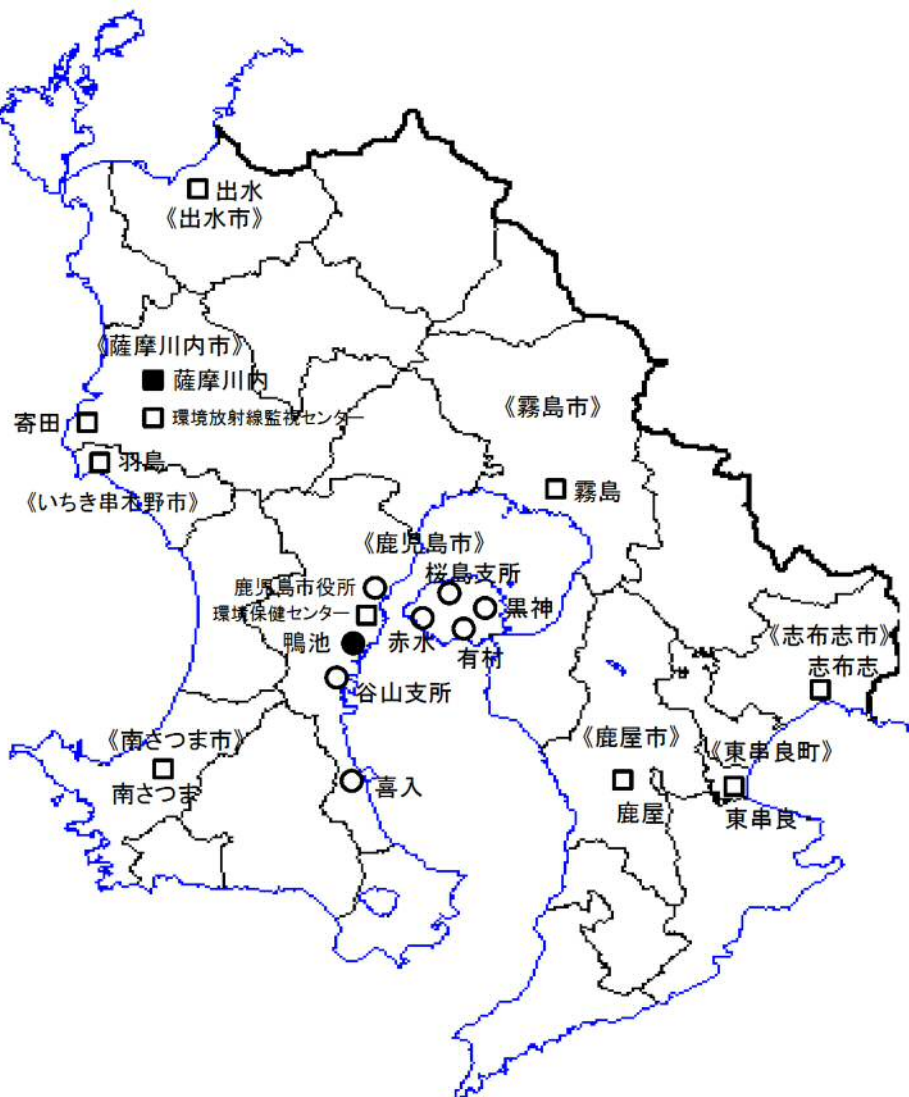 出水
《出水市》
《薩摩川内市》
薩摩川内
環境放射線監視センター
寄田
羽島
《いちき串木野市》
《霧島市》
霧島
《鹿児島市》
鹿児島市役所
環境保健センター
鴨池
谷山支所
桜島支所
黒神
赤水
有村
《志布志市》
志布志
《南さつま市》
南さつま
喜入
《鹿屋市》
鹿屋
《東串良町》
東串良